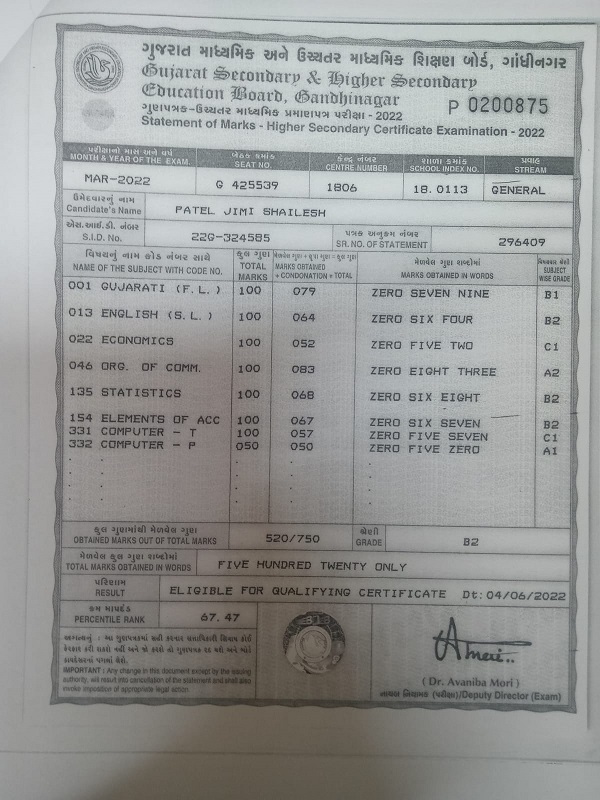 ગુજરાત માધ્યમિક અને ઉચ્ચતર માધ્યમિક શિક્ષણ બોર્ડ, ગાંધીનગર
Gujarat Secondary & Higher Secondary
Education Board, Gandhinagar
ગુણપત્રક-ઉચ્ચતર માધ્યમિક પ્રમાણપત્ર પરીક્ષા - 2022
P 0200875
Statement of Marks - Higher Secondary Certificate Examination - 2022
પરીક્ષાનો માસ અને વર્ષ બેઠક ક્રમાંક કેન્દ્ર નંબર શાળા ક્રમાંક પ્રવાહ
MONTH & YEAR OF THE EXAM. SEAT NO. CENTRE NUMBER SCHOOL INDEX NO. STREAM
MAR-2022 G 425539 1806 18.0113 GENERAL
ઉમેદવારનું નામ
Candidate's Name PATEL JIMI SHAILESH
એસ.આઈ.ડી. નંબર પત્રક અનુક્રમ નંબર
S.I.D. No. 22G-324585 SR. NO. OF STATEMENT 296409
વિષયનું નામ કોડ નંબર સાથે કુલ ગુણ મેળવેલ ગુણ + કૃપા ગુણ = કુલ ગુણ મેળવેલ ગુણ શબ્દોમાં વિષયવાર શ્રેણી
NAME OF THE SUBJECT WITH CODE NO. TOTAL MARKS MARKS OBTAINED + CONDONATION = TOTAL MARKS OBTAINED IN WORDS SUBJECT WISE GRADE
001 GUJARATI (F.L.) 100 079 ZERO SEVEN NINE B1
013 ENGLISH (S.L.) 100 064 ZERO SIX FOUR B2
022 ECONOMICS 100 052 ZERO FIVE TWO C1
046 ORG. OF COMM. 100 083 ZERO EIGHT THREE A2
135 STATISTICS 100 068 ZERO SIX EIGHT B2
154 ELEMENTS OF ACC 100 067 ZERO SIX SEVEN B2
331 COMPUTER - T 100 057 ZERO FIVE SEVEN C1
332 COMPUTER - P 050 050 ZERO FIVE ZERO A1
કુલ ગુણમાંથી મેળવેલ ગુણ શ્રેણી
OBTAINED MARKS OUT OF TOTAL MARKS 520/750 GRADE B2
મેળવેલ કુલ ગુણ શબ્દોમાં
TOTAL MARKS OBTAINED IN WORDS FIVE HUNDRED TWENTY ONLY
પરિણામ
RESULT ELIGIBLE FOR QUALIFYING CERTIFICATE Dt:04/06/2022
ક્રમ માપદંડ
PERCENTILE RANK 67.47
અગત્યનું : આ ગુણપત્રકમાં સહી કરનાર સત્તાધિકારી સિવાય કોઈ
ફેરફાર કરી શકશે નહીં અને જો કરશે તો ગુણપત્રક રદ થશે અને
IMPORTANT : Any change in this document except by the issuing
authority, will result into cancellation of the statement and shall also
invoke imposition of appropriate legal action.
( Dr. Avaniba Mori )
નાયબ નિયામક (પરીક્ષા)/Deputy Director (Exam)